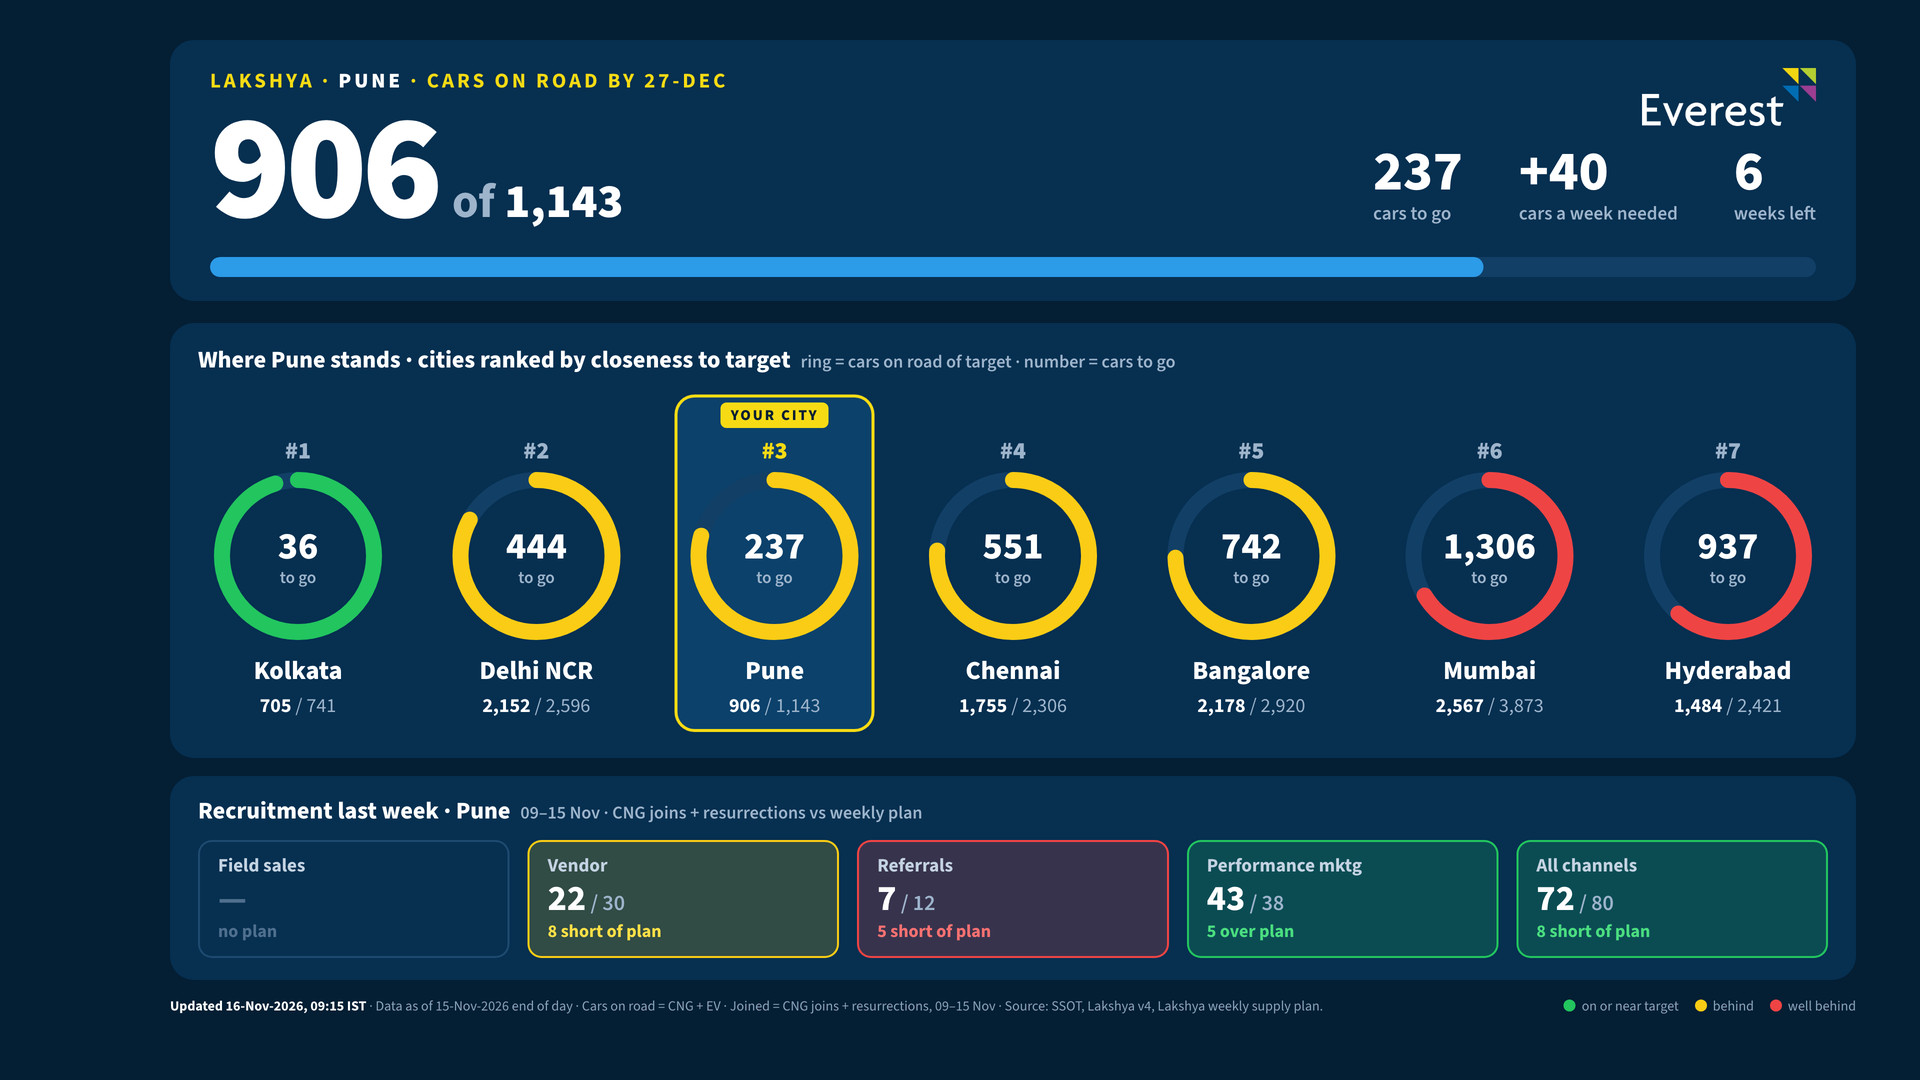 LAKSHYA · PUNE · CARS ON ROAD BY 27-DEC
Everest
906 of 1,143
237 cars to go
+40 cars a week needed
6 weeks left
Where Pune stands · cities ranked by closeness to target ring = cars on road of target · number = cars to go
YOUR CITY
#1
36
to go
Kolkata
705 / 741
#2
444
to go
Delhi NCR
2,152 / 2,596
#3
237
to go
Pune
906 / 1,143
#4
551
to go
Chennai
1,755 / 2,306
#5
742
to go
Bangalore
2,178 / 2,920
#6
1,306
to go
Mumbai
2,567 / 3,873
#7
937
to go
Hyderabad
1,484 / 2,421
Recruitment last week · Pune 09–15 Nov · CNG joins + resurrections vs weekly plan
Field sales
—
no plan
Vendor
22 / 30
8 short of plan
Referrals
7 / 12
5 short of plan
Performance mktg
43 / 38
5 over plan
All channels
72 / 80
8 short of plan
Updated 16-Nov-2026, 09:15 IST · Data as of 15-Nov-2026 end of day · Cars on road = CNG + EV · Joined = CNG joins + resurrections, 09–15 Nov · Source: SSOT, Lakshya v4, Lakshya weekly supply plan.
on or near target
behind
well behind